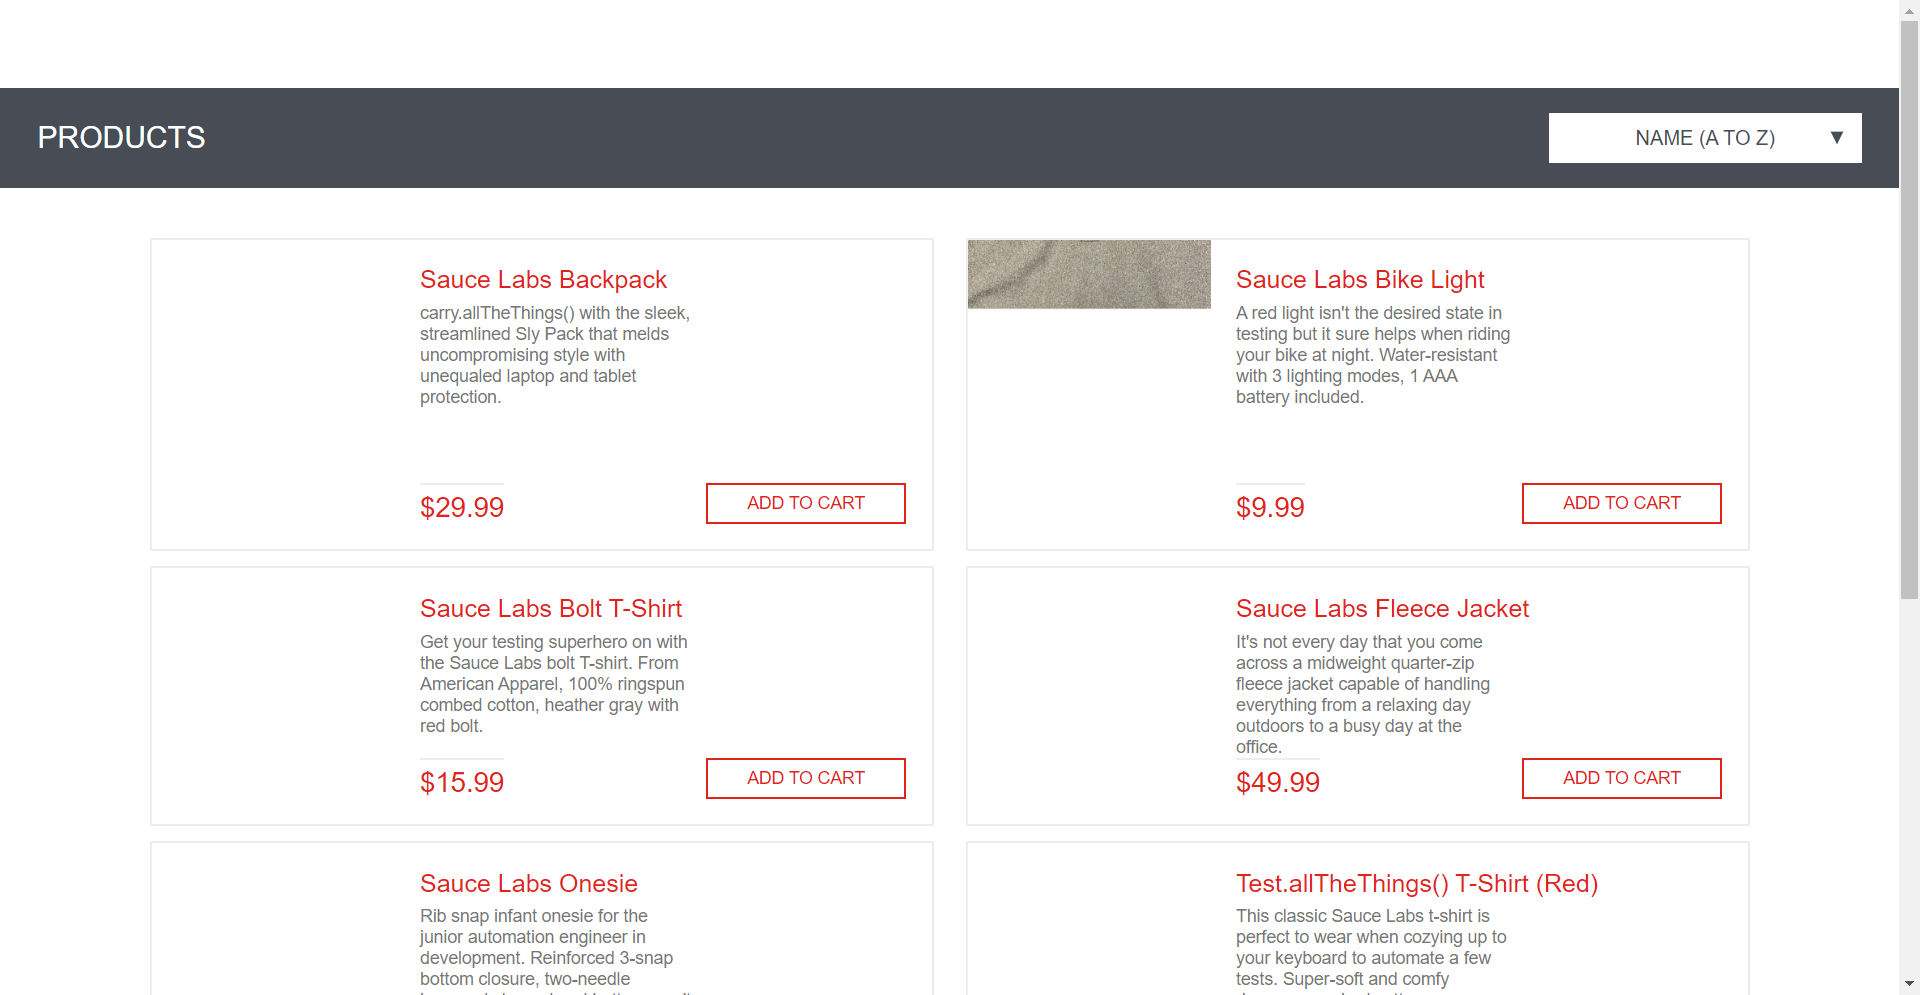 PRODUCTS
NAME (A TO Z) ▼
Sauce Labs Backpack
carry.allTheThings() with the sleek,
streamlined Sly Pack that melds
uncompromising style with
unequaled laptop and tablet
protection.
$29.99
ADD TO CART
Sauce Labs Bike Light
A red light isn't the desired state in
testing but it sure helps when riding
your bike at night. Water-resistant
with 3 lighting modes, 1 AAA
battery included.
$9.99
ADD TO CART
Sauce Labs Bolt T-Shirt
Get your testing superhero on with
the Sauce Labs bolt T-shirt. From
American Apparel, 100% ringspun
combed cotton, heather gray with
red bolt.
$15.99
ADD TO CART
Sauce Labs Fleece Jacket
It's not every day that you come
across a midweight quarter-zip
fleece jacket capable of handling
everything from a relaxing day
outdoors to a busy day at the
office.
$49.99
ADD TO CART
Sauce Labs Onesie
Rib snap infant onesie for the
junior automation engineer in
development. Reinforced 3-snap
bottom closure, two-needle
Test.allTheThings() T-Shirt (Red)
This classic Sauce Labs t-shirt is
perfect to wear when cozying up to
your keyboard to automate a few
tests. Super-soft and comfy